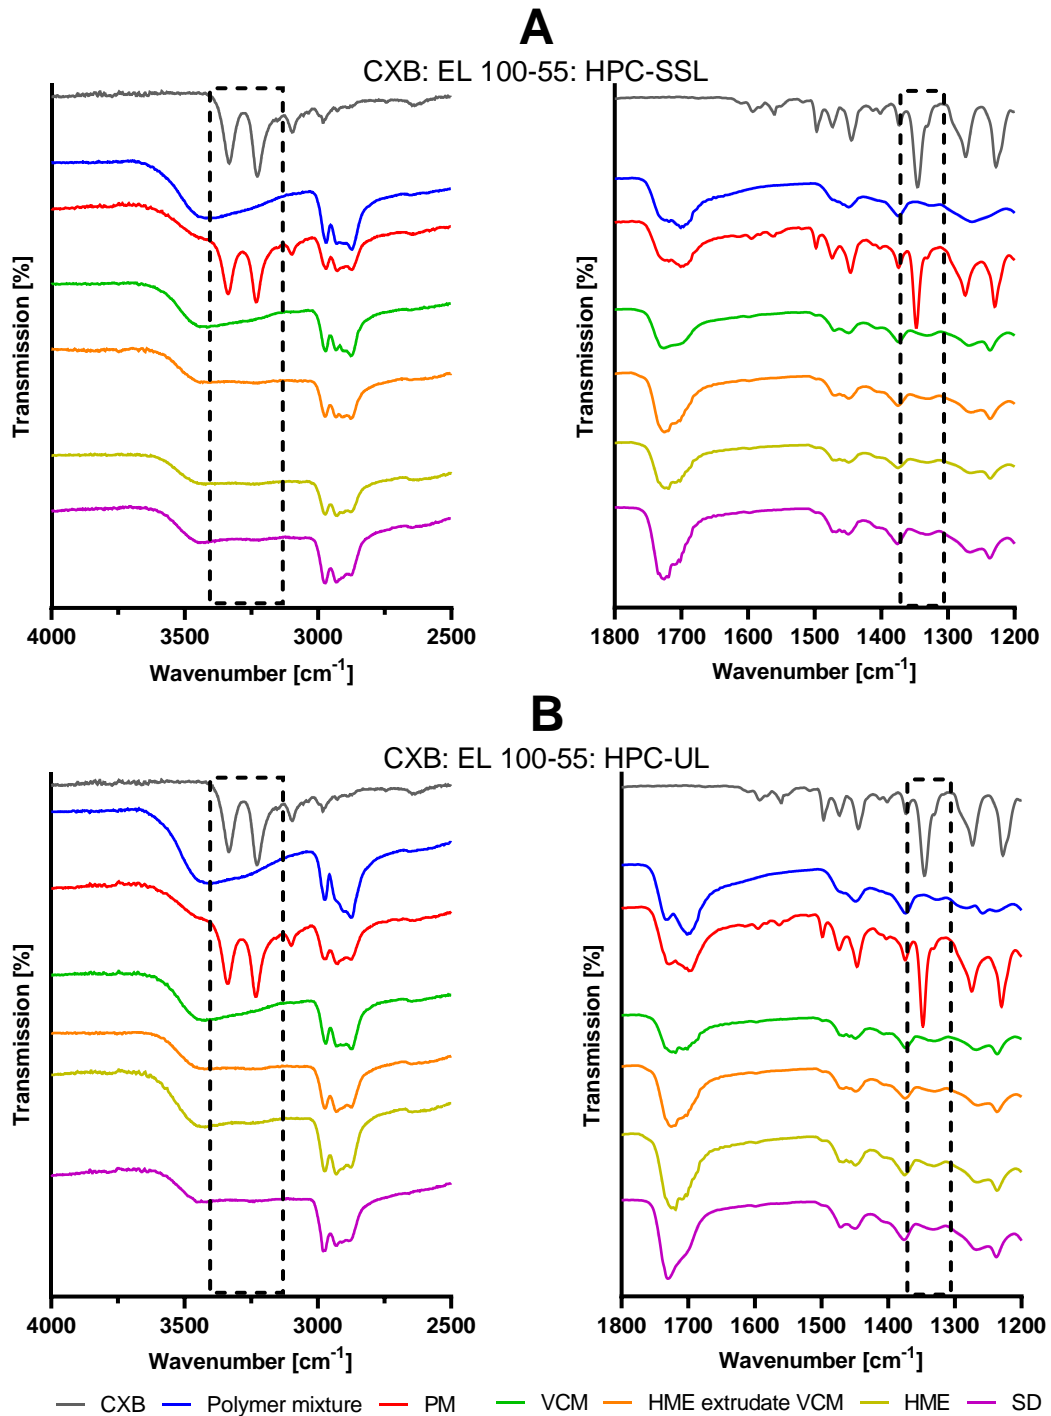 A
CXB: EL 100-55: HPC-SSL
Transmission [%]
4000 3500 3000 2500
Wavenumber [cm-1]
Transmission [%]
1800 1700 1600 1500 1400 1300 1200
Wavenumber [cm-1]
B
CXB: EL 100-55: HPC-UL
Transmission [%]
4000 3500 3000 2500
Wavenumber [cm-1]
Transmission [%]
1800 1700 1600 1500 1400 1300 1200
Wavenumber [cm-1]
CXB Polymer mixture PM VCM HME extrudate VCM HME SD